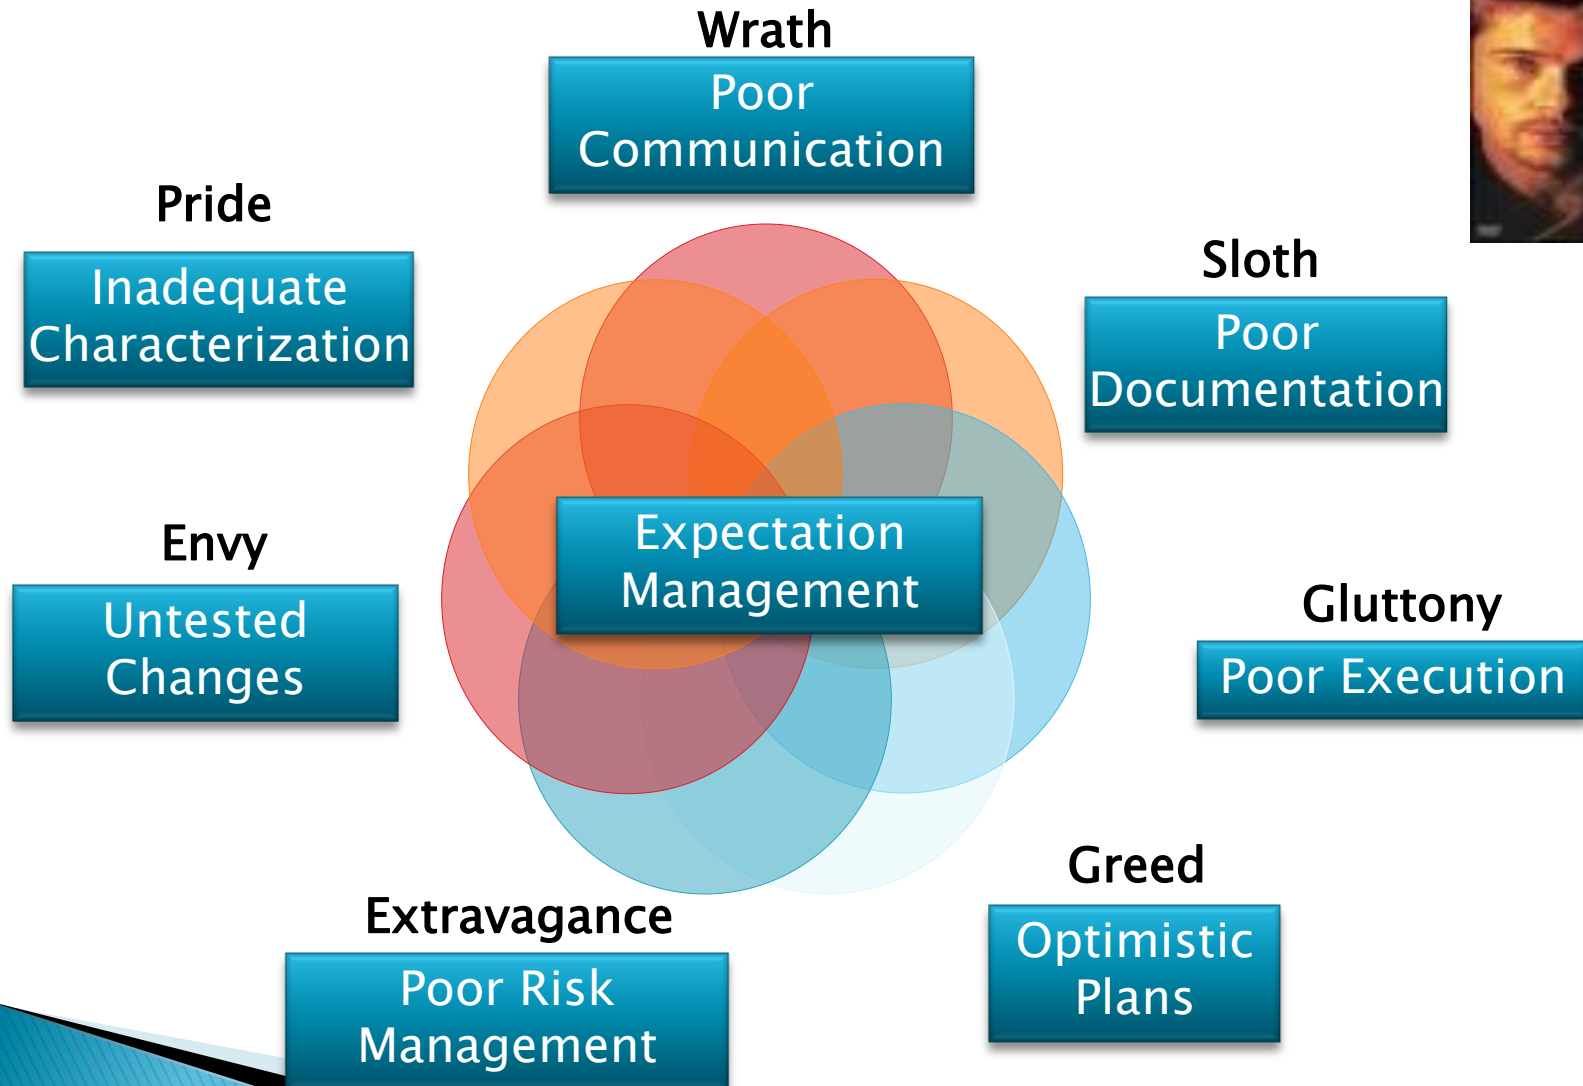 Wrath
Poor
Communication
Pride
Inadequate
Characterization
Sloth
Poor
Documentation
Expectation
Management
Envy
Untested
Changes
Gluttony
Poor Execution
Greed
Optimistic
Plans
Extravagance
Poor Risk
Management